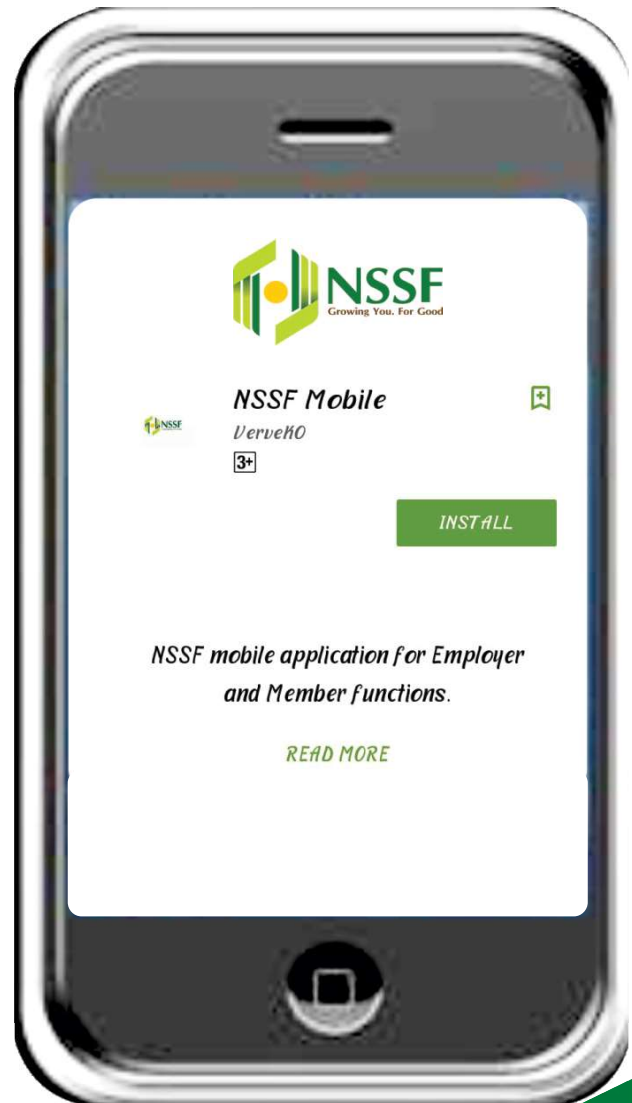 NSSF
Growing You. For Good
NSSF Mobile
NSSF
VerveKO
3+
INSTALL
NSSF mobile application for Employer
and Member functions.
READ MORE